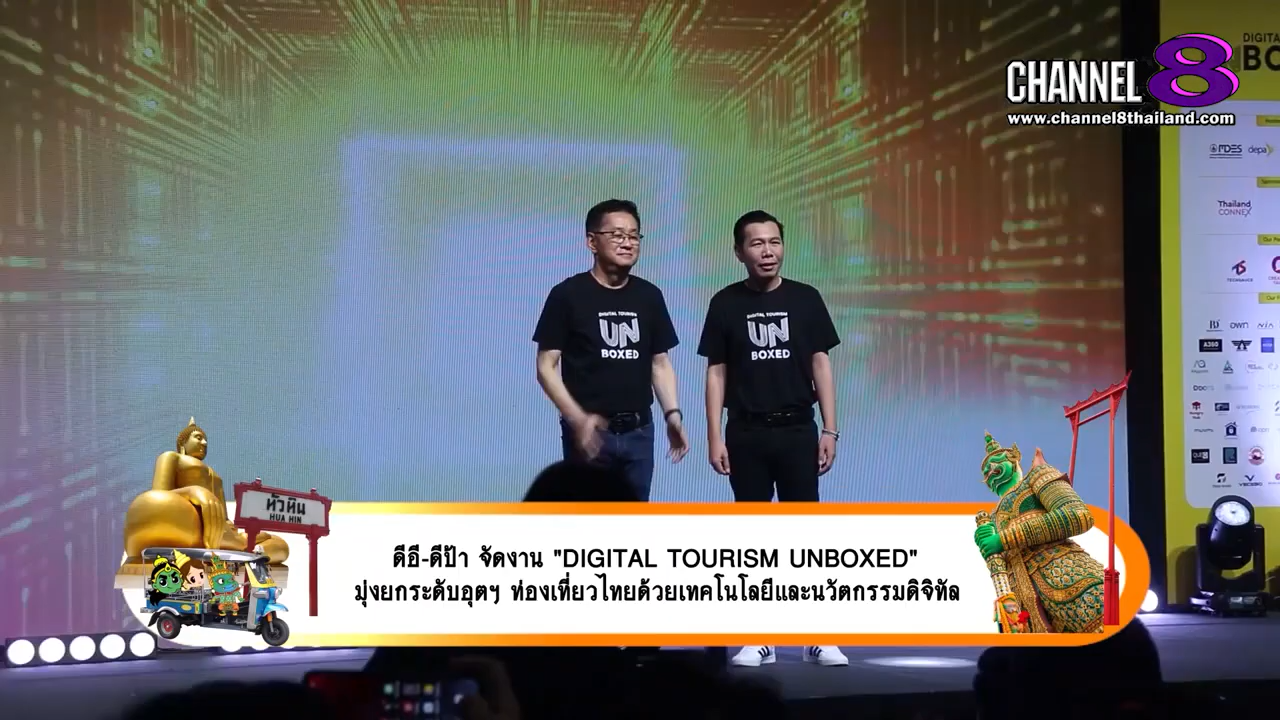 CHANNEL 8
www.channel8thailand.com
DIGITA
BO
MDES depa
Thailand
CONNEX
DIGITAL TOURISM
UN
BOXED
DIGITAL TOURISM
UN
BOXED
หัวหิน
HUA HIN
ดีอี-ดีป้า จัดงาน "DIGITAL TOURISM UNBOXED"
มุ่งยกระดับอุตฯ ท่องเที่ยวไทยด้วยเทคโนโลยีและนวัตกรรมดิจิทัล